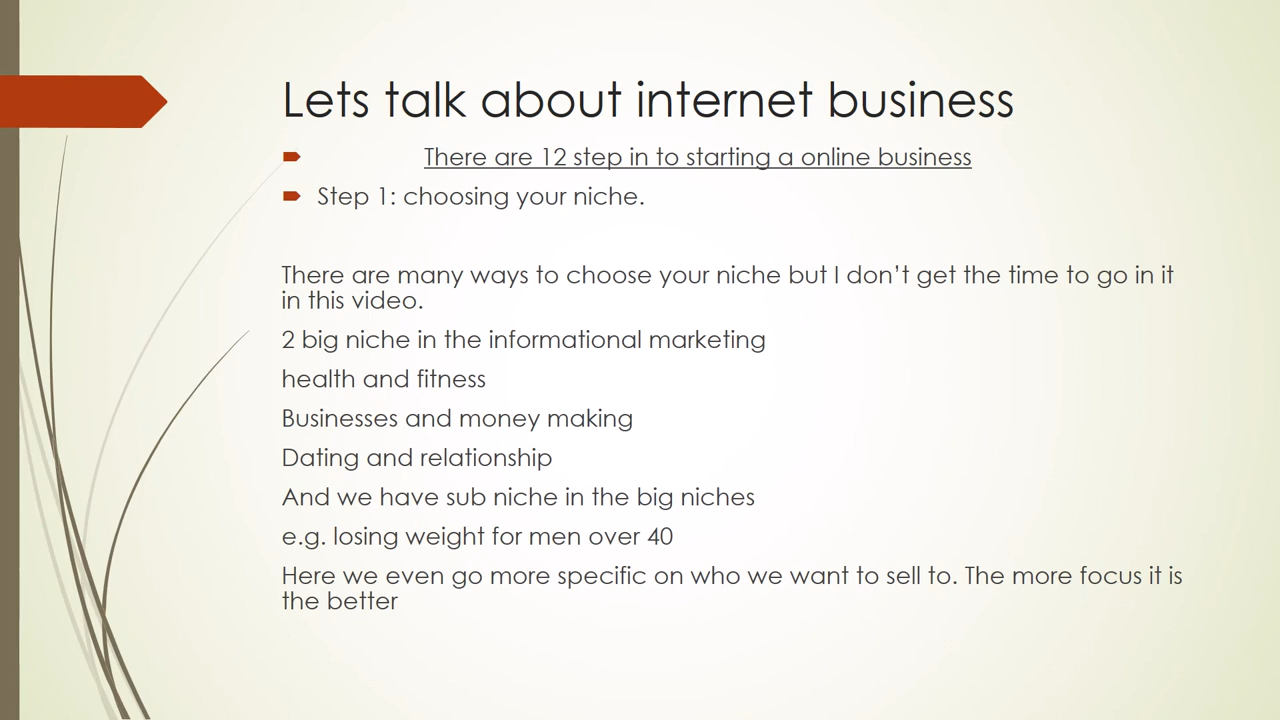 Lets talk about internet business
There are 12 step in to starting a online business
Step 1: choosing your niche.
There are many ways to choose your niche but I don’t get the time to go in it
in this video.
2 big niche in the informational marketing
health and fitness
Businesses and money making
Dating and relationship
And we have sub niche in the big niches
e.g. losing weight for men over 40
Here we even go more specific on who we want to sell to. The more focus it is
the better